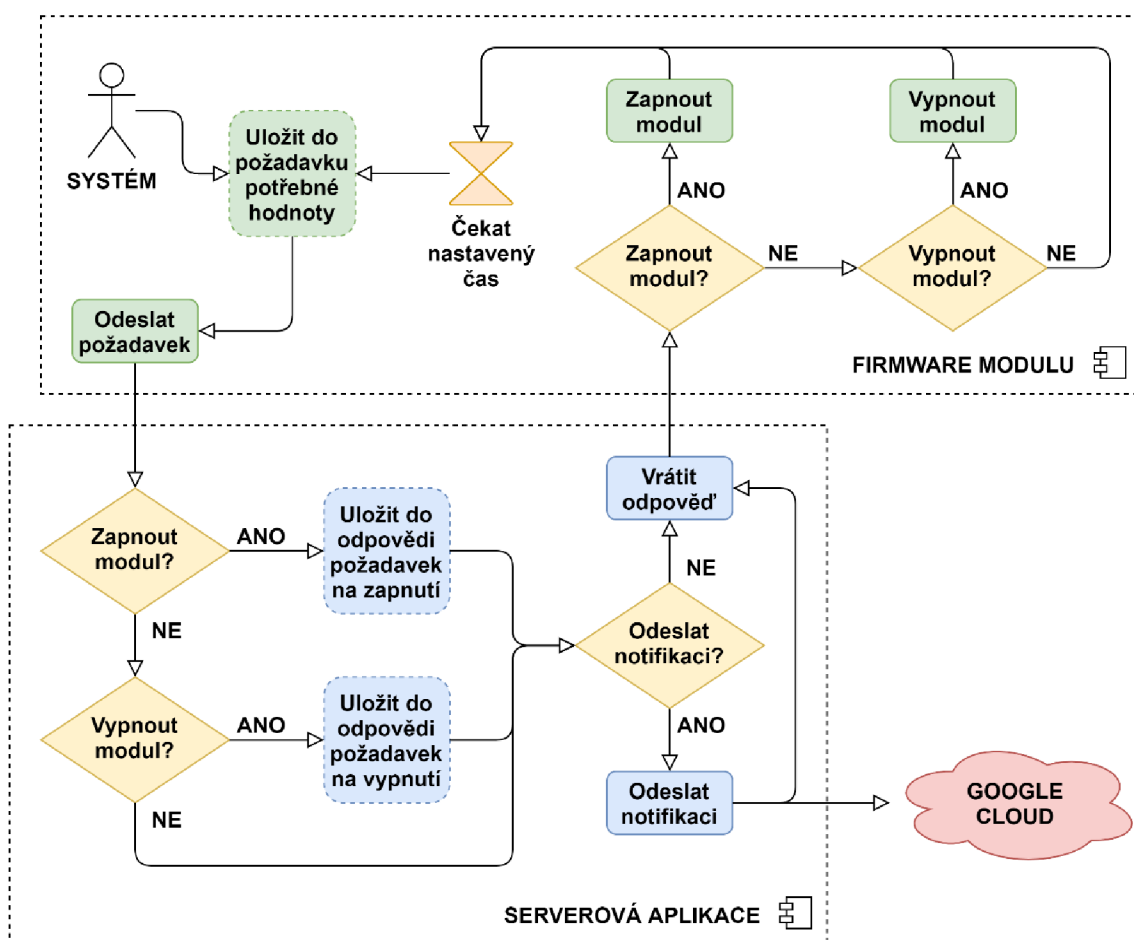 SYSTÉM
Uložit do
požadavku
potřebné
hodnoty
Čekat
nastavený
čas
Zapnout
modul
Vypnout
modul
ANO
ANO
Zapnout
modul?
NE
Vypnout
modul?
NE
Odeslat
požadavek
FIRMWARE MODULU
Zapnout
modul?
ANO
Uložit do
odpovědi
požadavek
na zapnutí
Vrátit
odpověď
NE
NE
Odeslat
notifikaci?
Vypnout
modul?
ANO
Uložit do
odpovědi
požadavek
na vypnutí
ANO
NE
Odeslat
notifikaci
GOOGLE
CLOUD
SERVEROVÁ APLIKACE